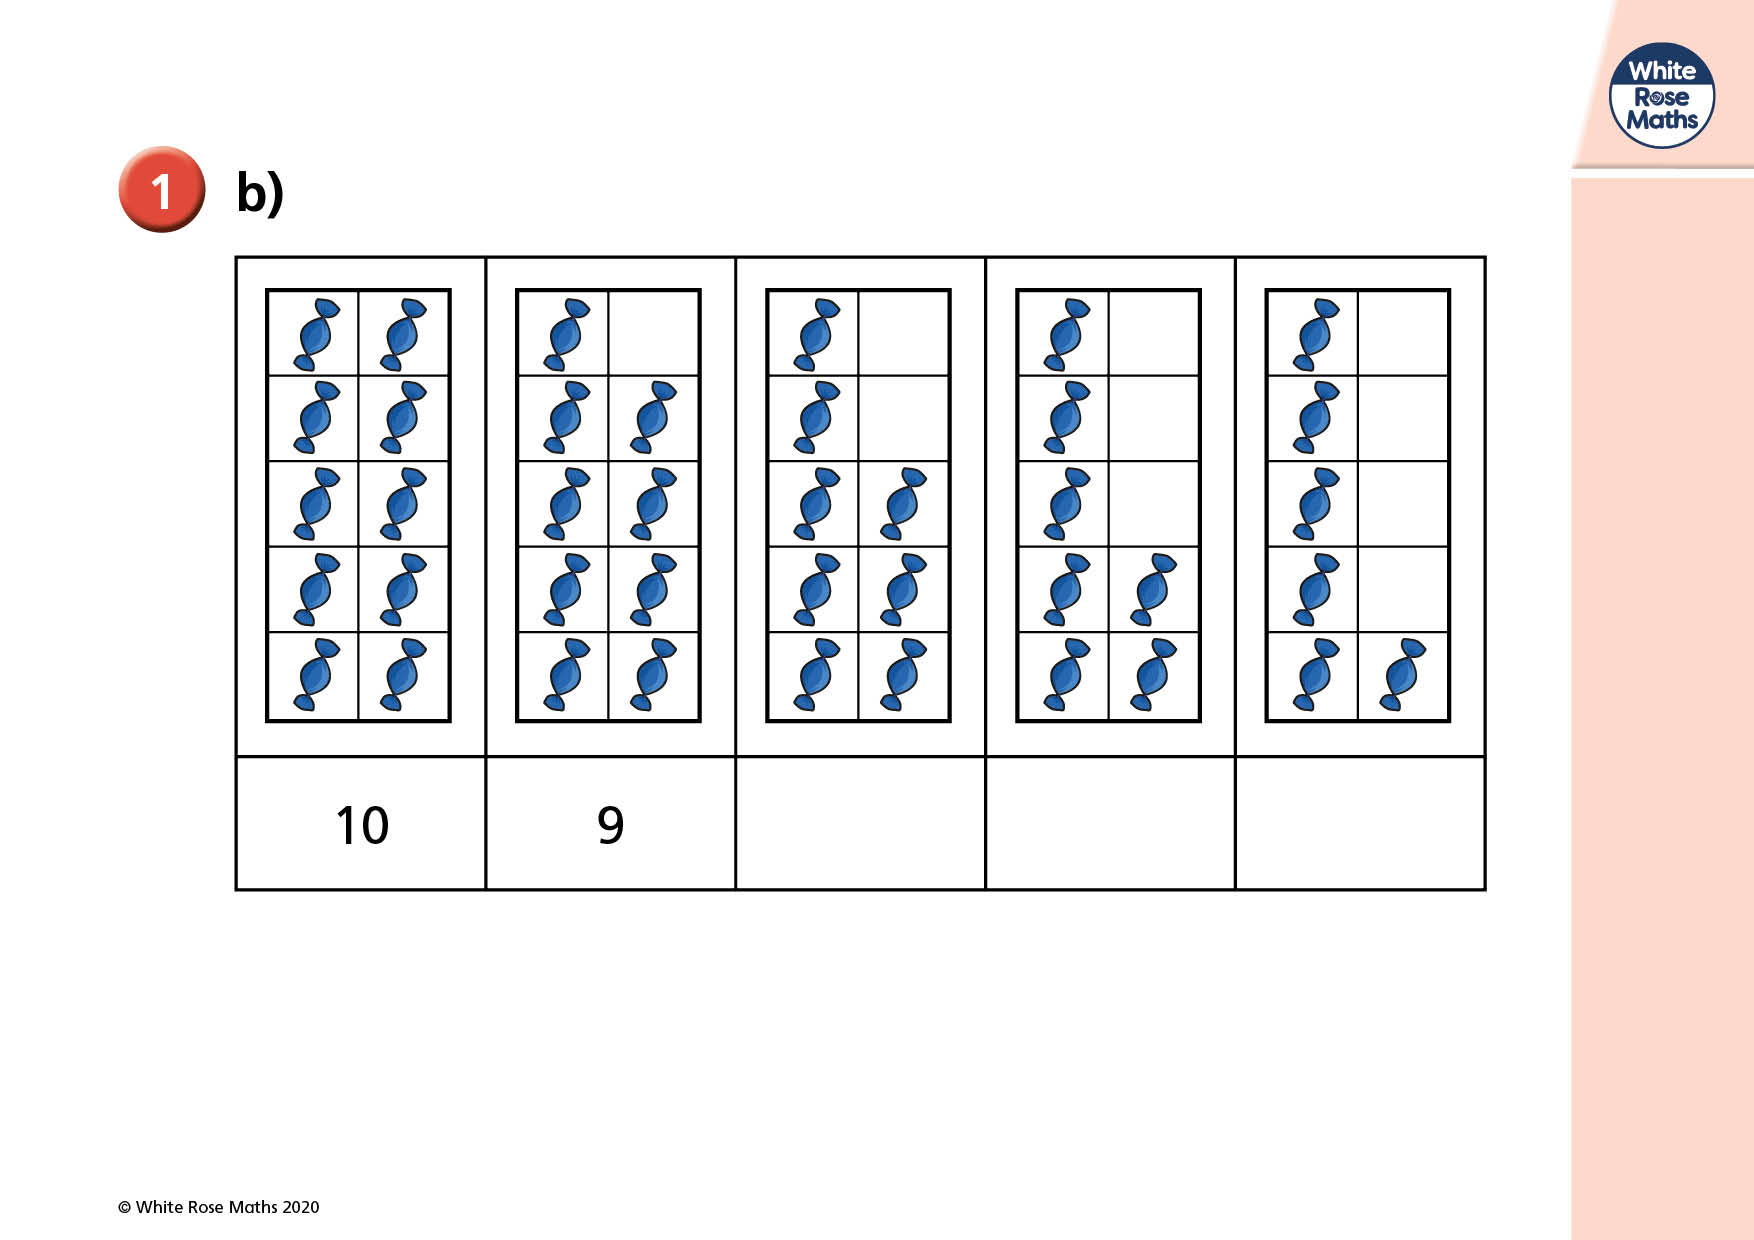 White
Rose
Maths
1 b)
10 9
© White Rose Maths 2020